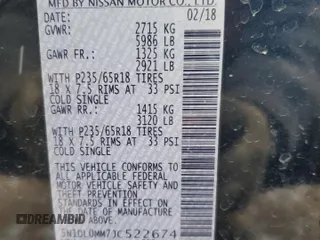 MFD BY NISSAN MOTOR CO., LTD.
DATE: 02/18
GVWR: 2715 KG
5986 LB
GAWR FR.: 1325 KG
2921 LB
WITH P235/65R18 TIRES
18 X 7.5 RIMS AT 33 PSI
COLD SINGLE
GAWR RR.: 1415 KG
3120 LB
WITH P235/65R18 TIRES
18 X 7.5 RIMS AT 33 PSI
COLD SINGLE
THIS VEHICLE CONFORMS TO
ALL APPLICABLE FEDERAL
MOTOR VEHICLE SAFETY
STANDARDS IN EFFECT ON
THE DATE OF MANUFACTURE
SHOWN ABOVE.
5N1DL0MM7JC522674
DREAMBID